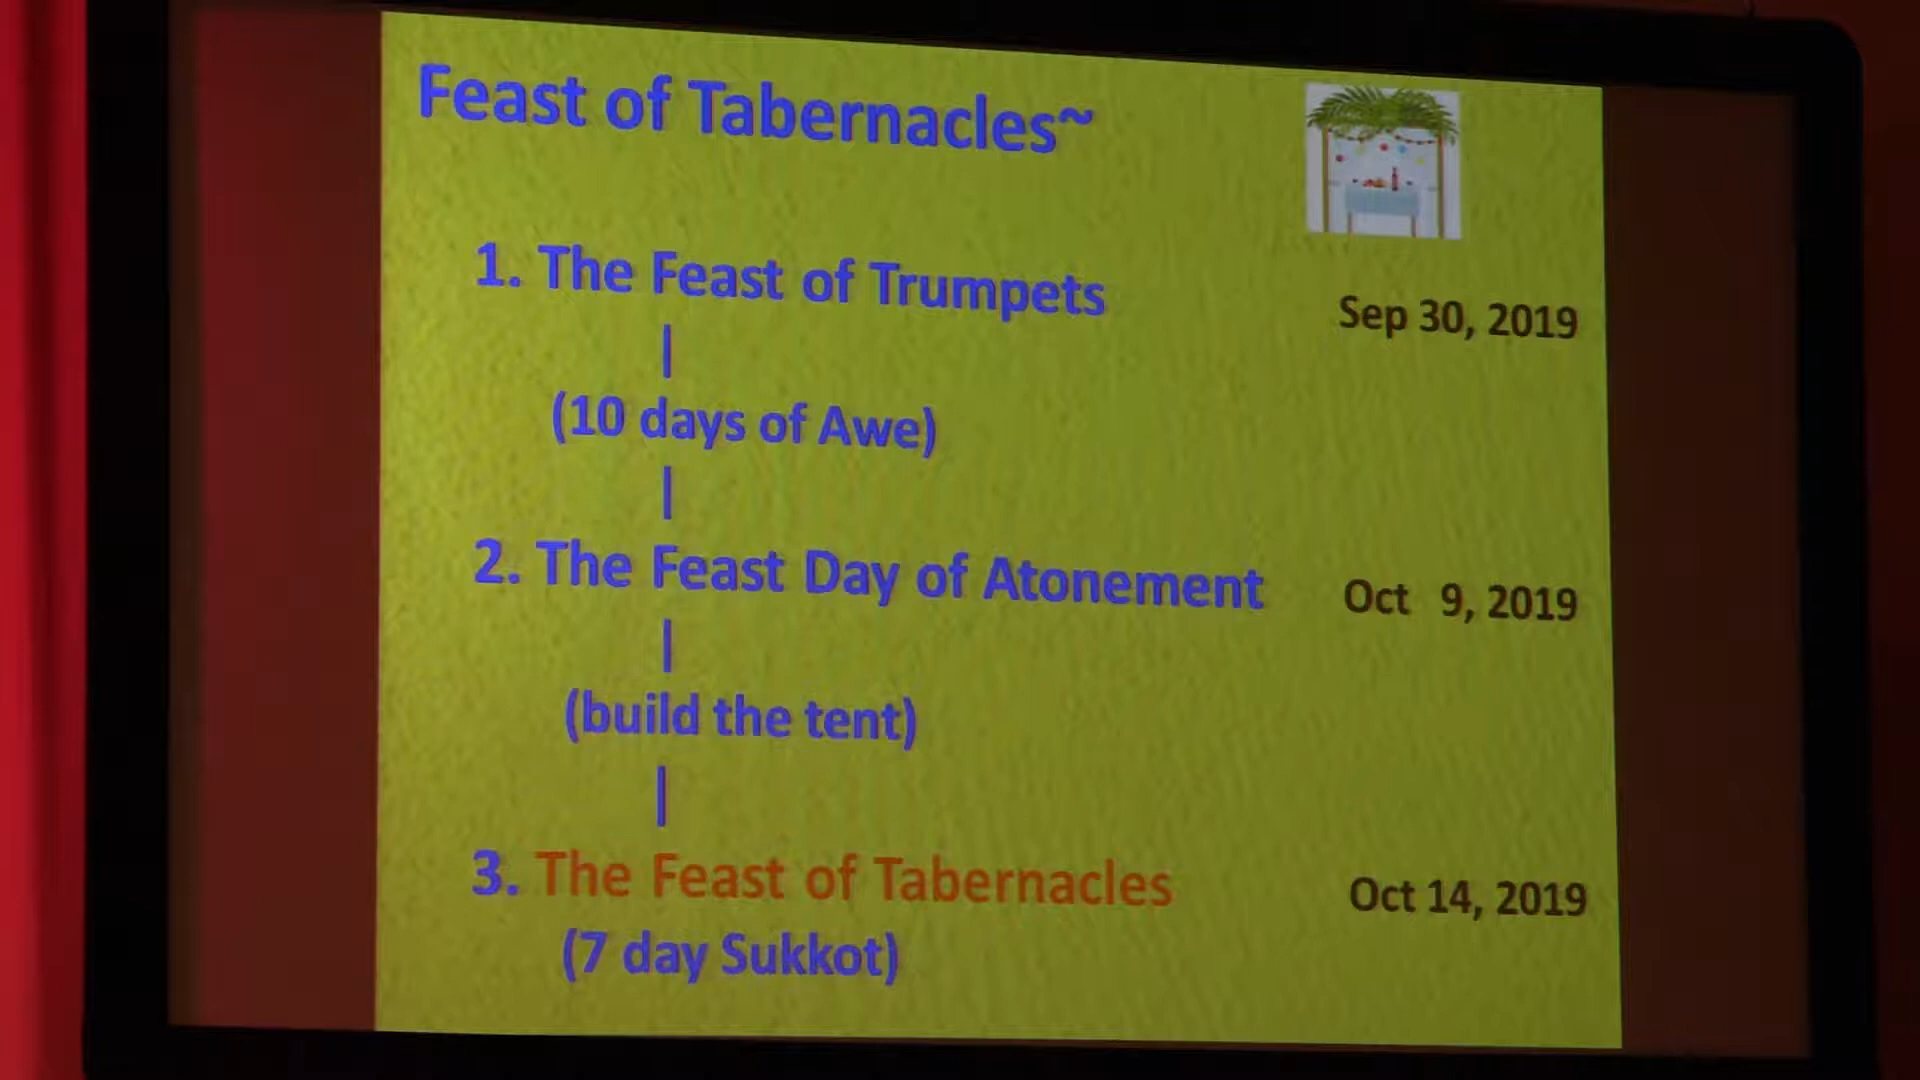 Feast of Tabernacles~
1. The Feast of Trumpets Sep 30, 2019
(10 days of Awe)
2. The Feast Day of Atonement Oct 9, 2019
(build the tent)
3. The Feast of Tabernacles Oct 14, 2019
(7 day Sukkot)